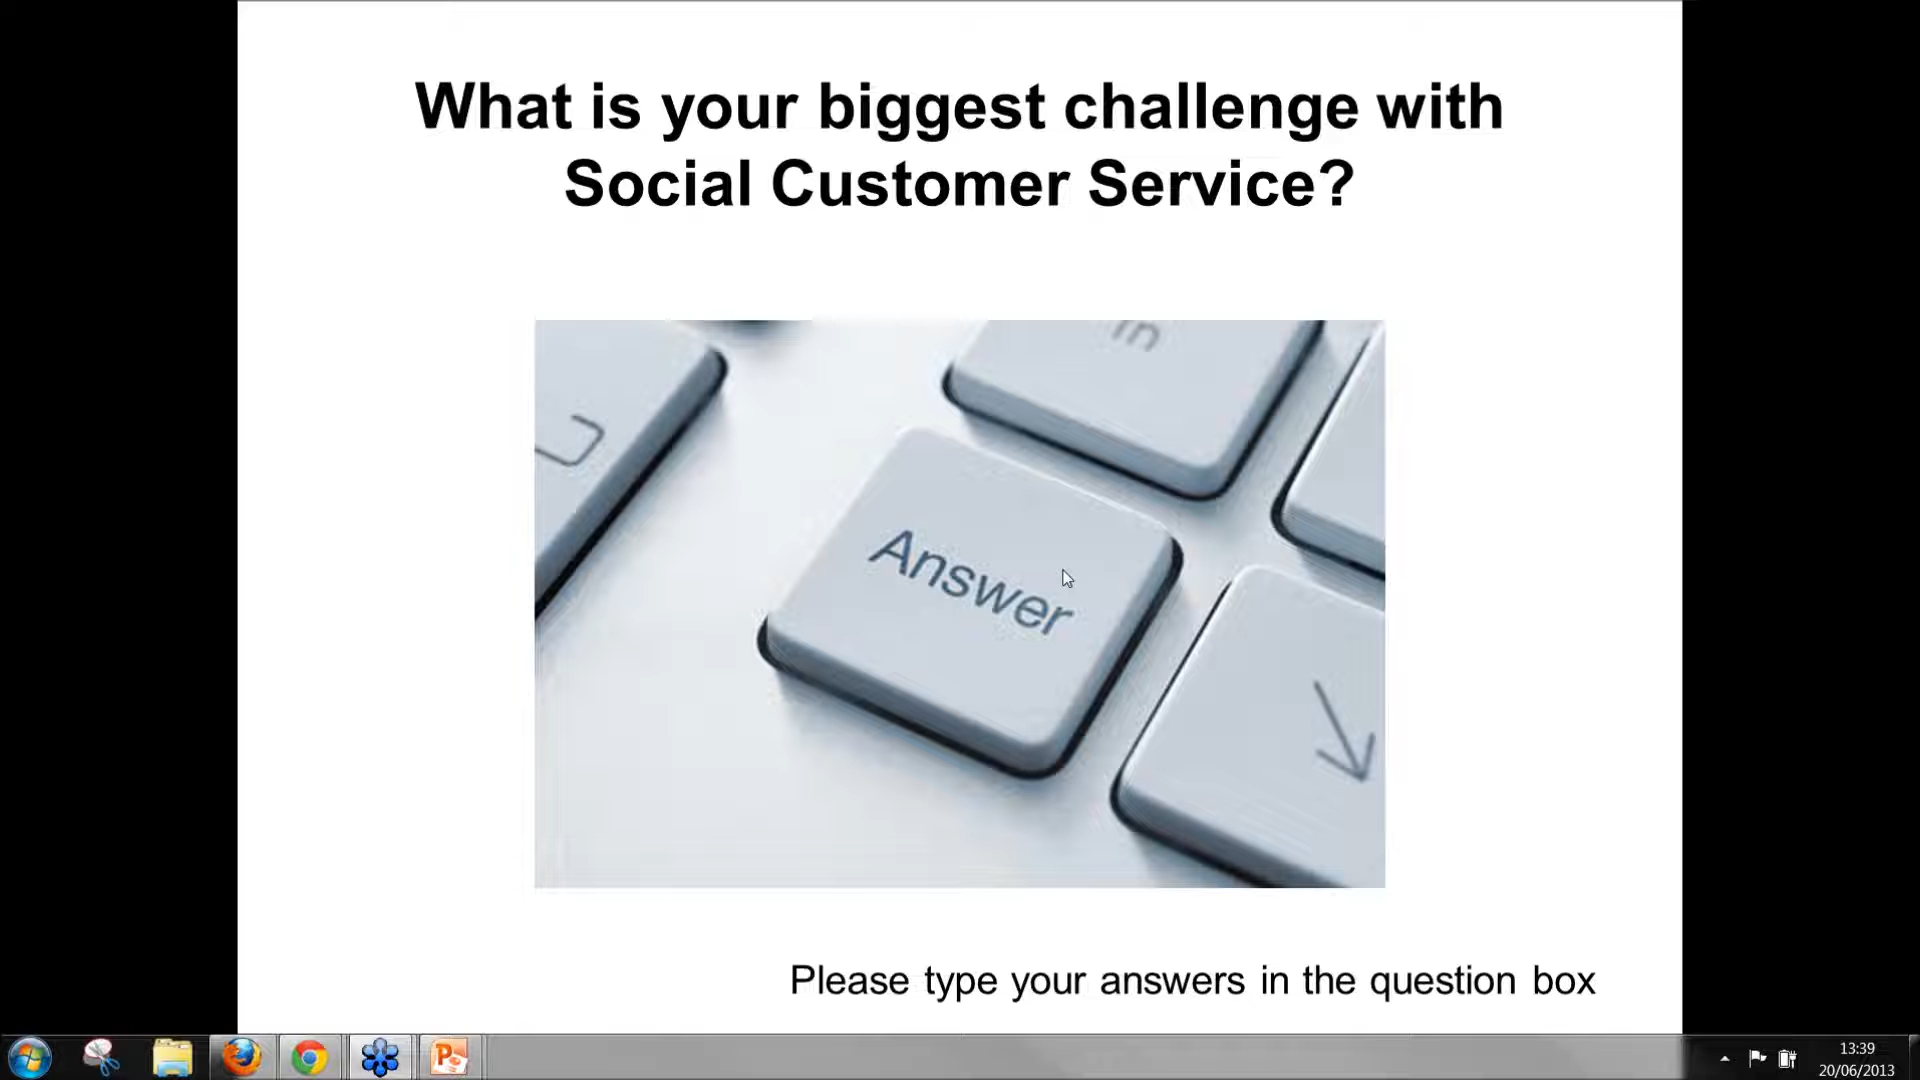 What is your biggest challenge with
Social Customer Service?
in
Answer
Please type your answers in the question box
13:39
20/06/2013